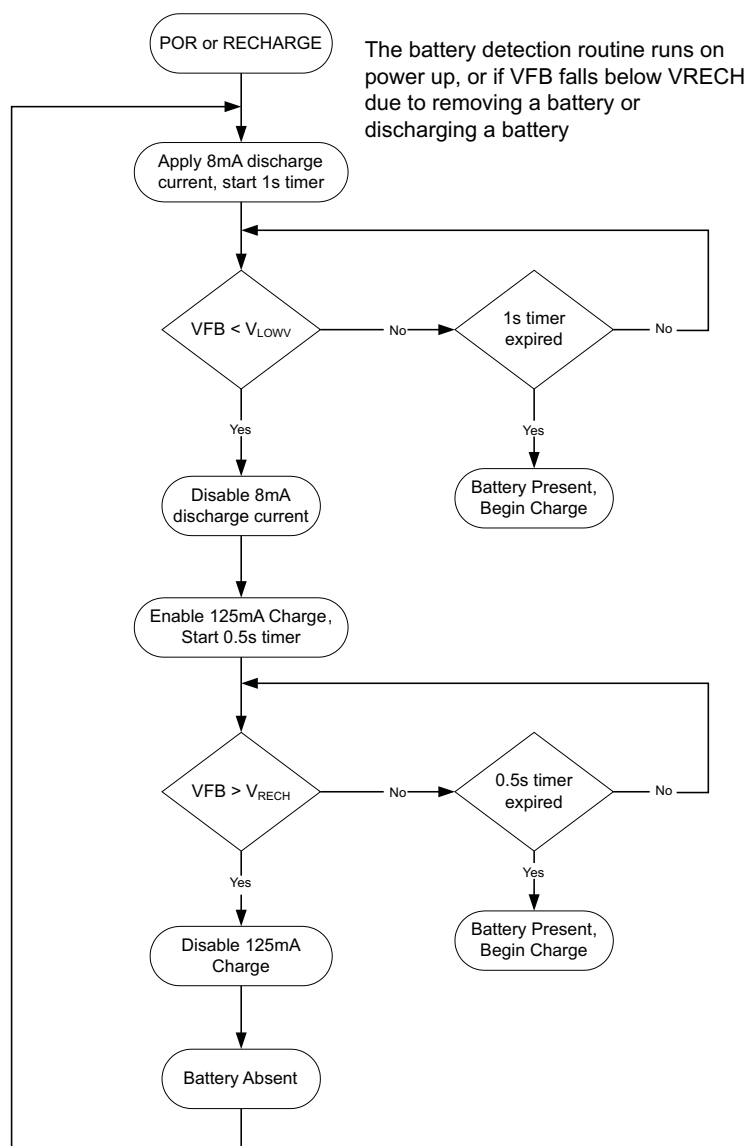 POR or RECHARGE
The battery detection routine runs on
power up, or if VFB falls below VRECH
due to removing a battery or
discharging a battery
Apply 8mA discharge
current, start 1s timer
VFB < VLOWV
No
1s timer
expired
No
Yes
Yes
Disable 8mA
discharge current
Battery Present,
Begin Charge
Enable 125mA Charge,
Start 0.5s timer
VFB > VRECH
No
0.5s timer
expired
No
Yes
Yes
Disable 125mA
Charge
Battery Present,
Begin Charge
Battery Absent